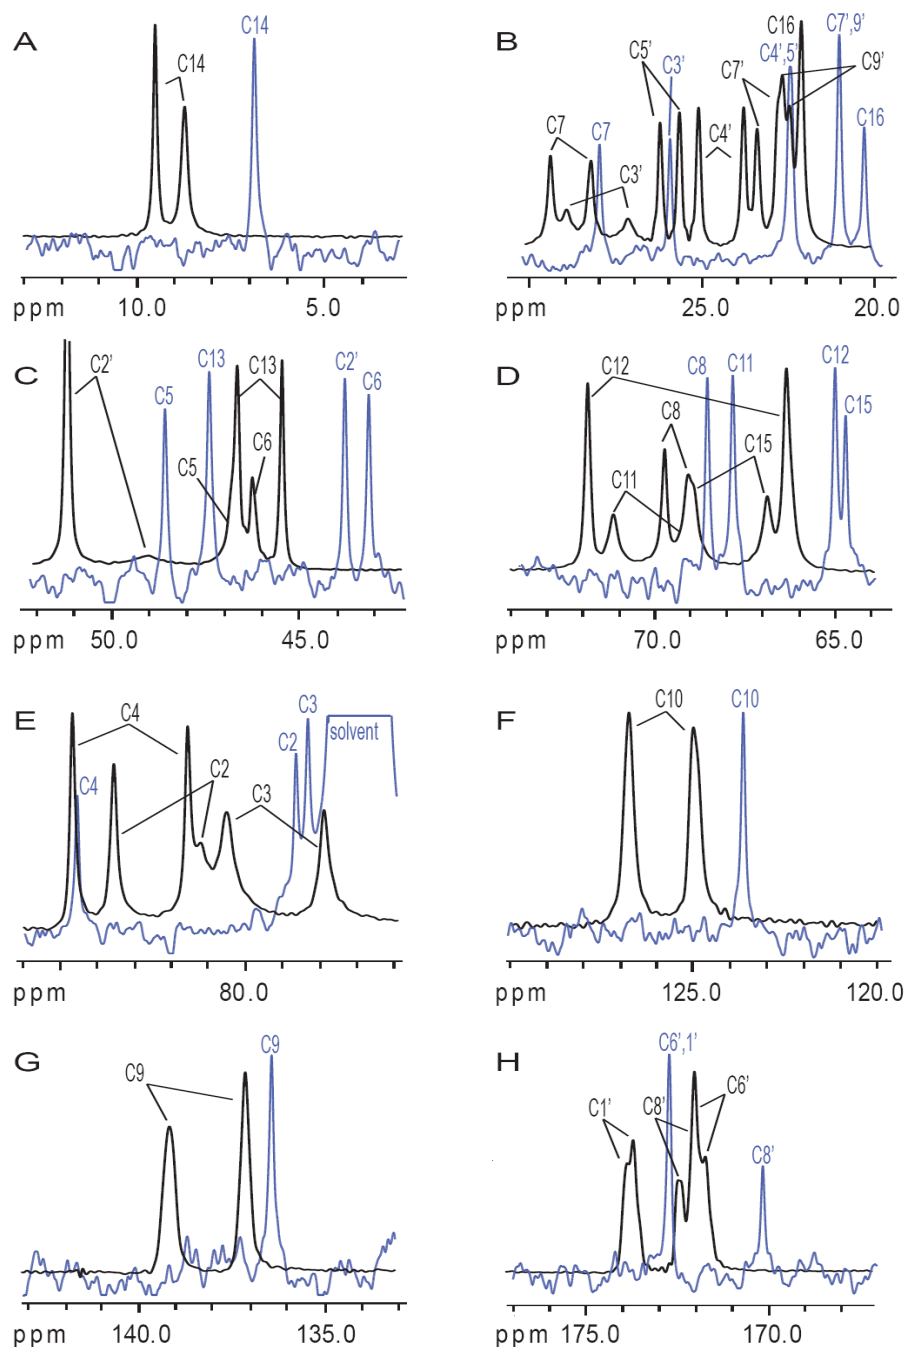 A
C14
C14
ppm 10.0 5.0
B
C7
C7
C3'
C5'
C3'
C4'
C7'
C16
C4',5'
C7',9'
C9'
C16
ppm 25.0 20.0
C
C2'
C5
C13
C5
C13
C6
C2'
C6
ppm 50.0 45.0
D
C12
C11
C8
C8
C11
C15
C12
C15
ppm 70.0 65.0
E
C4
C4
C2
C3
C2
C3
solvent
ppm 80.0
F
C10
C10
ppm 125.0 120.0
G
C9
C9
ppm 140.0 135.0
H
C1'
C6',1'
C8'
C6'
C8'
ppm 175.0 170.0